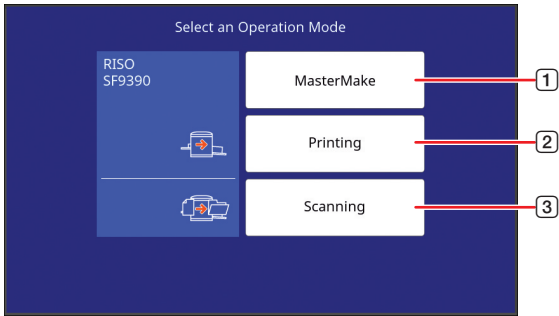 Select an Operation Mode
RISO
SF9390
MasterMake
1
Printing
2
Scanning
3